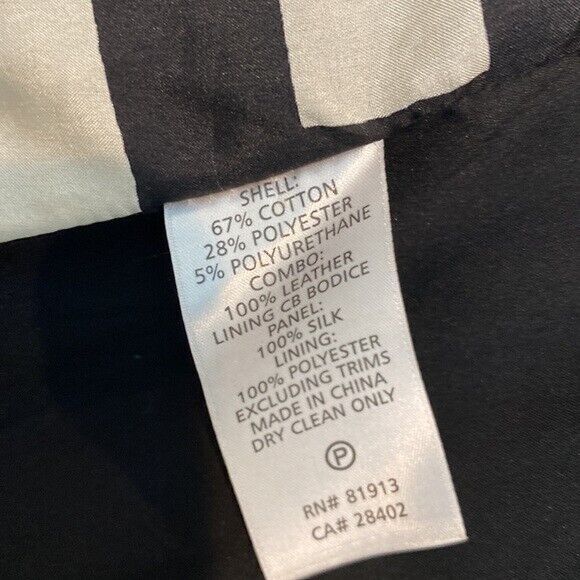 SHELL:
67% COTTON
28% POLYESTER
5% POLYURETHANE
COMBO:
100% LEATHER
LINING CB BODICE
PANEL:
100% SILK
LINING:
100% POLYESTER
EXCLUDING TRIMS
MADE IN CHINA
DRY CLEAN ONLY
P
RN# 81913
CA# 28402